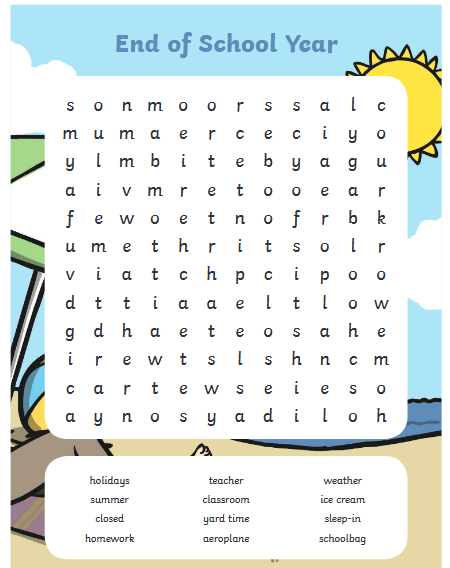 End of School Year
s o n m o o r s s a l c
m u m a e r c e c i y o
y l m b i t e b y a g u
a i v m r e t o o e a r
f e w o e t n o f r b k
u m e t h r i t s o l r
v i a t c h p c i p o o
d t t i a a e l t l o w
g d h a e t e o s a h e
i r e w t s l s h n c m
c a r t e w s e i e s o
a y n o s y a d i l o h
holidays teacher weather
summer classroom ice cream
closed yard time sleep-in
homework aeroplane schoolbag